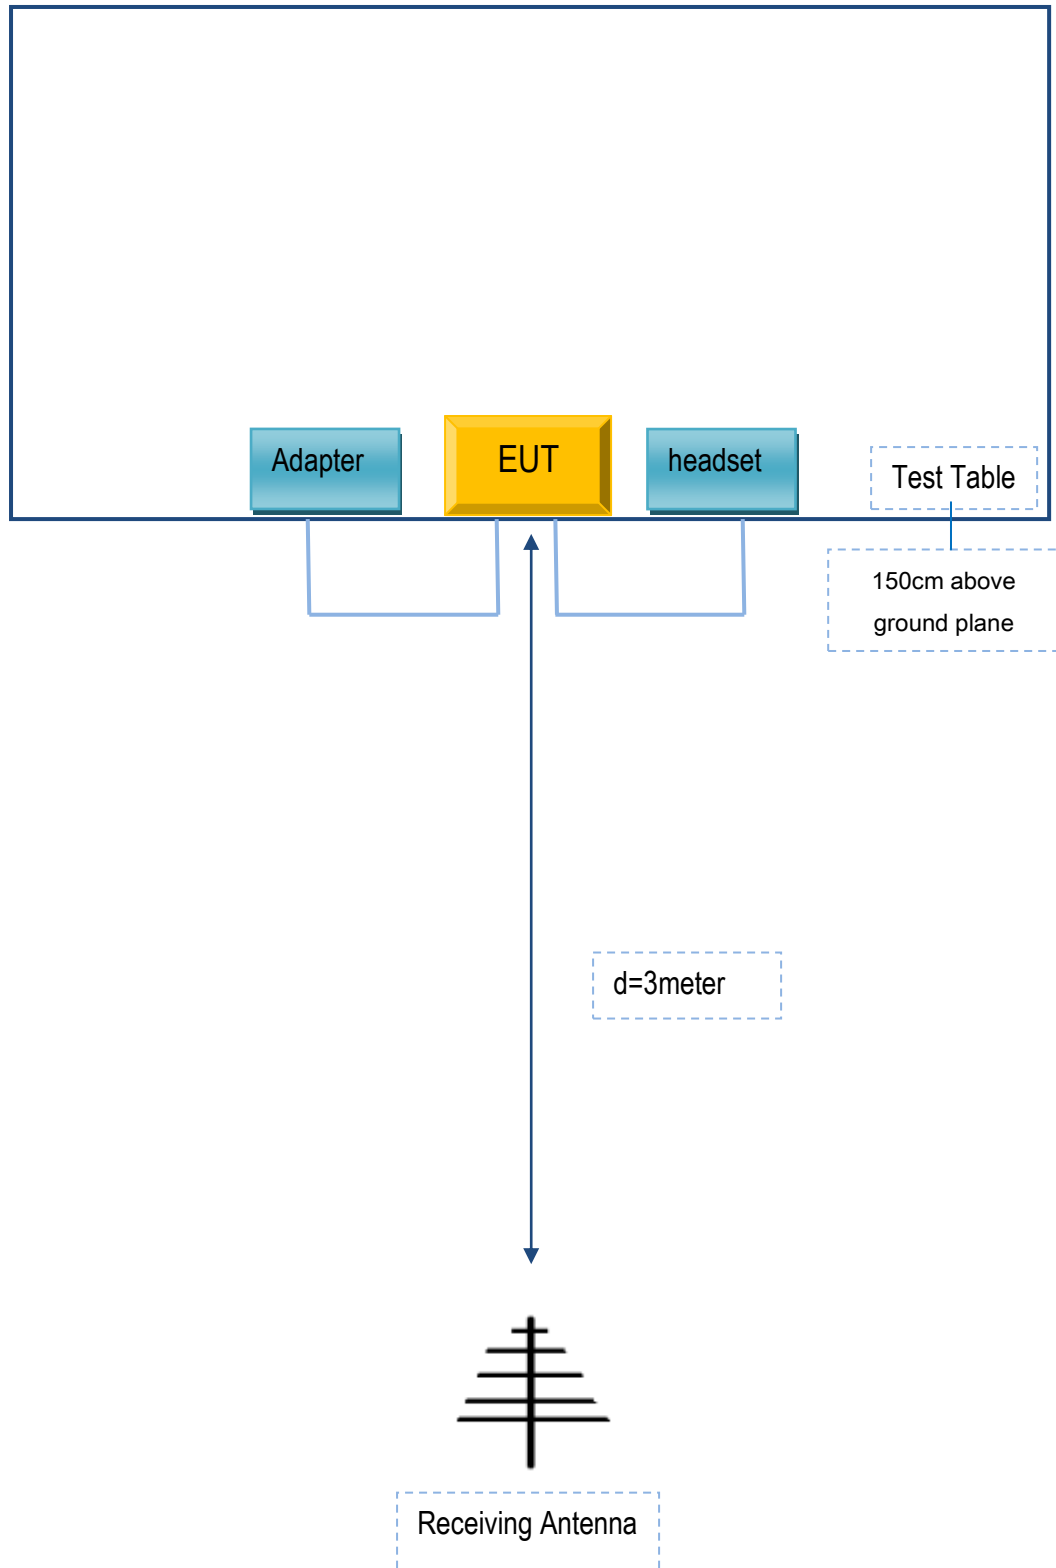 Adapter
EUT
headset
Test Table
150cm above
ground plane
d=3meter
Receiving Antenna